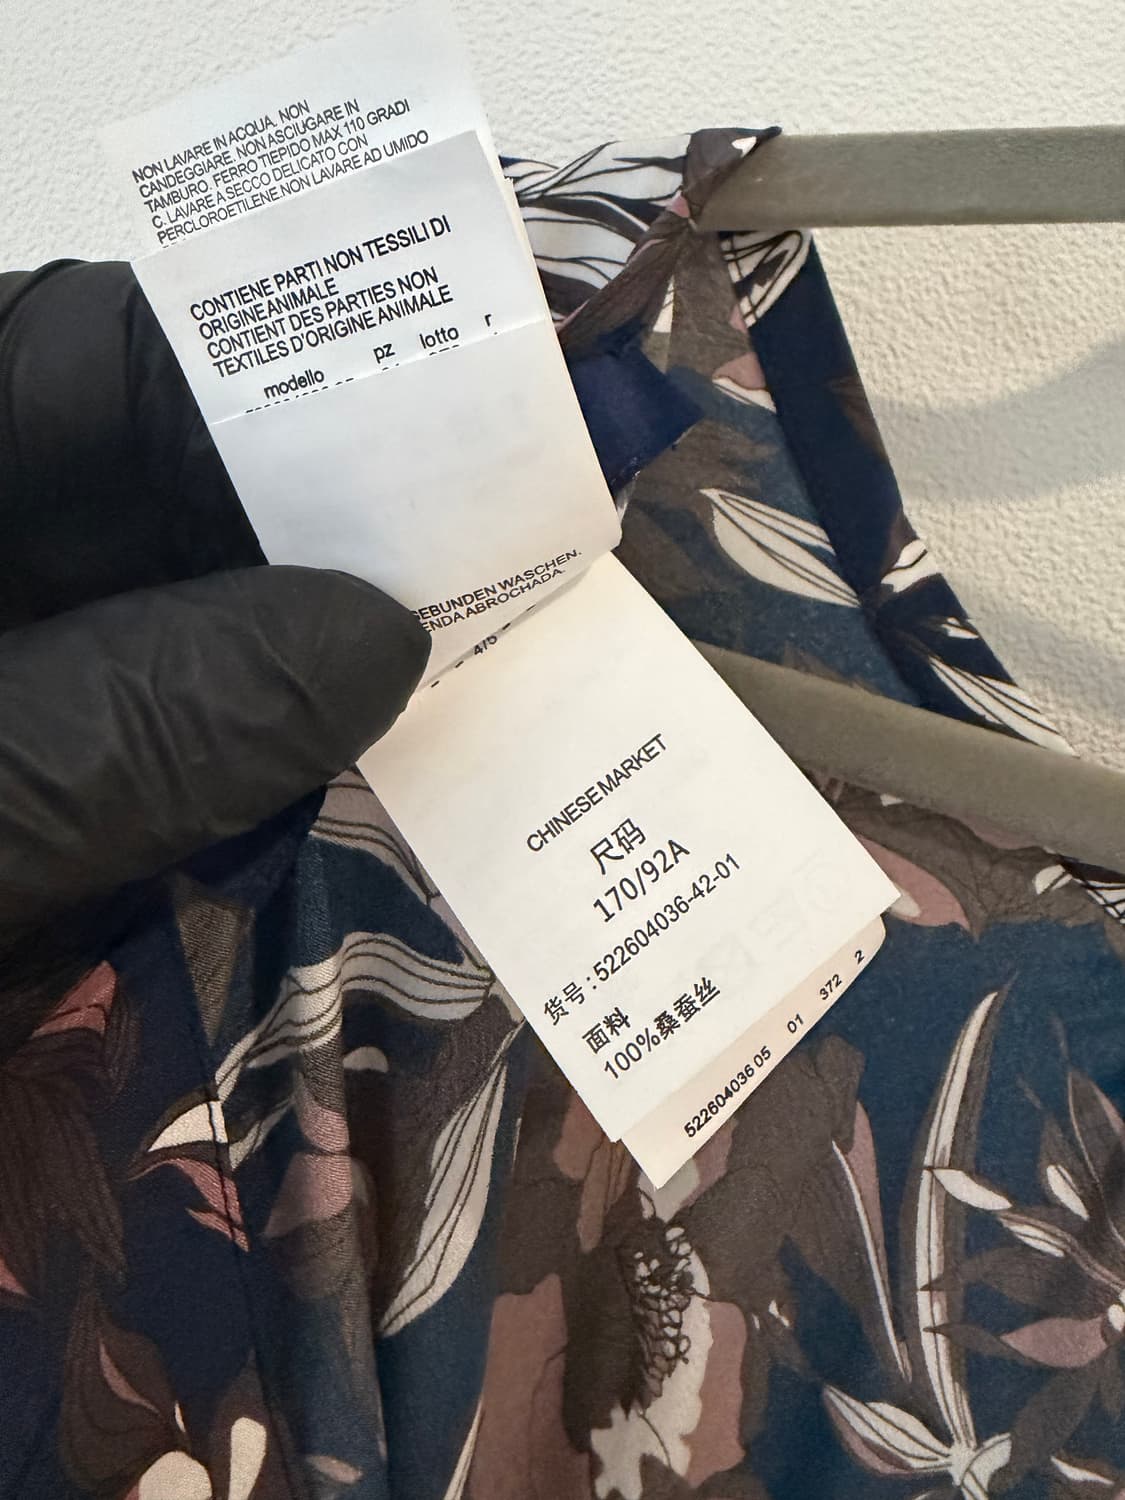 NON LAVARE IN ACQUA. NON
CANDEGGIARE. NON ASCIUGARE IN
TAMBURO. FERRO TIEPIDO MAX 110 GRADI
C. LAVARE A SECCO DELICATO CON
PERCLOROETILENE.NON LAVARE AD UMIDO
CONTIENE PARTI NON TESSILI DI
ORIGINE ANIMALE
CONTIENT DES PARTIES NON
TEXTILES D'ORIGINE ANIMALE
modello pz lotto r
GEBUNDEN WASCHEN.
ENDA ABROCHADA.
4/5
CHINESE MARKET
尺码
170/92A
货号：522604036-42-01
面料
100%桑蚕丝
522604036 05 01 372 2